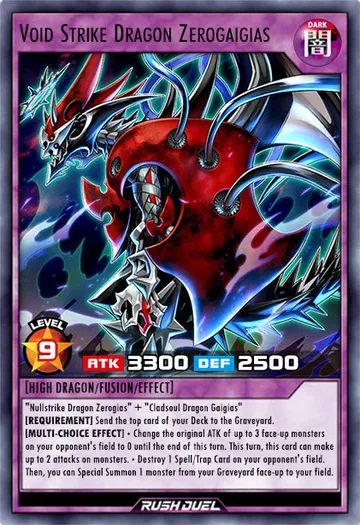 VOID STRIKE DRAGON ZEROGAIGIAS
DARK
闇
LEVEL
9
ATK 3300 DEF 2500
[HIGH DRAGON/FUSION/EFFECT]
"Nullstrike Dragon Zerogias" + "Cladsoul Dragon Gaigias"
[REQUIREMENT] Send the top card of your Deck to the Graveyard.
[MULTI-CHOICE EFFECT] • Change the original ATK of up to 3 face-up monsters
on your opponent's field to 0 until the end of this turn. This turn, this card can make
up to 2 attacks on monsters. • Destroy 1 Spell/Trap Card on your opponent's field.
Then, you can Special Summon 1 monster from your Graveyard face-up to your field.
RUSH DUEL